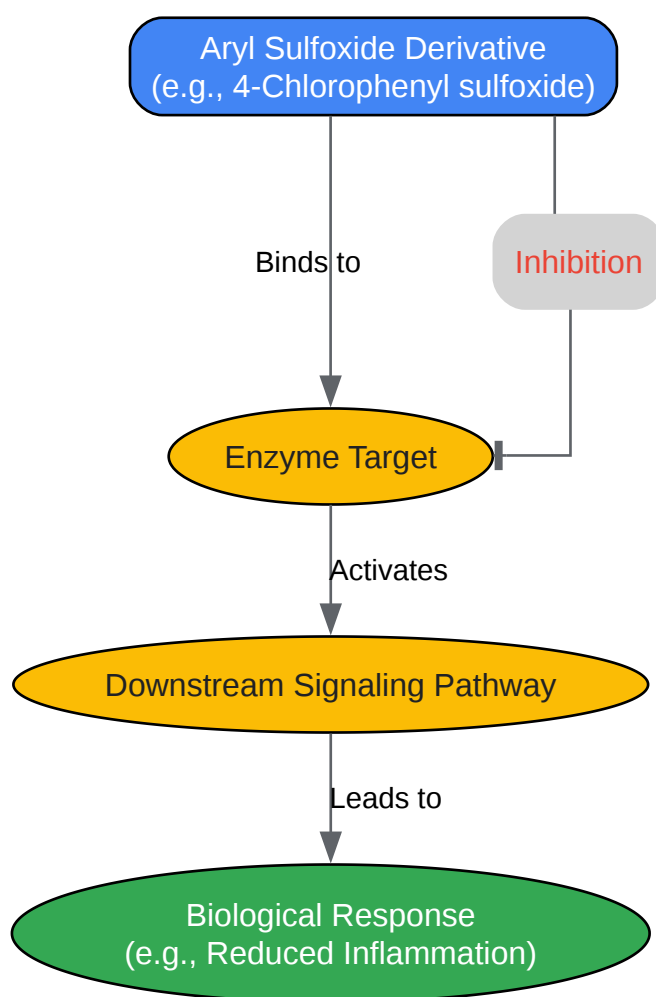 Aryl Sulfoxide Derivative
(e.g., 4-Chlorophenyl sulfoxide)
Binds to
Inhibition
Enzyme Target
Activates
Downstream Signaling Pathway
Leads to
Biological Response
(e.g., Reduced Inflammation)